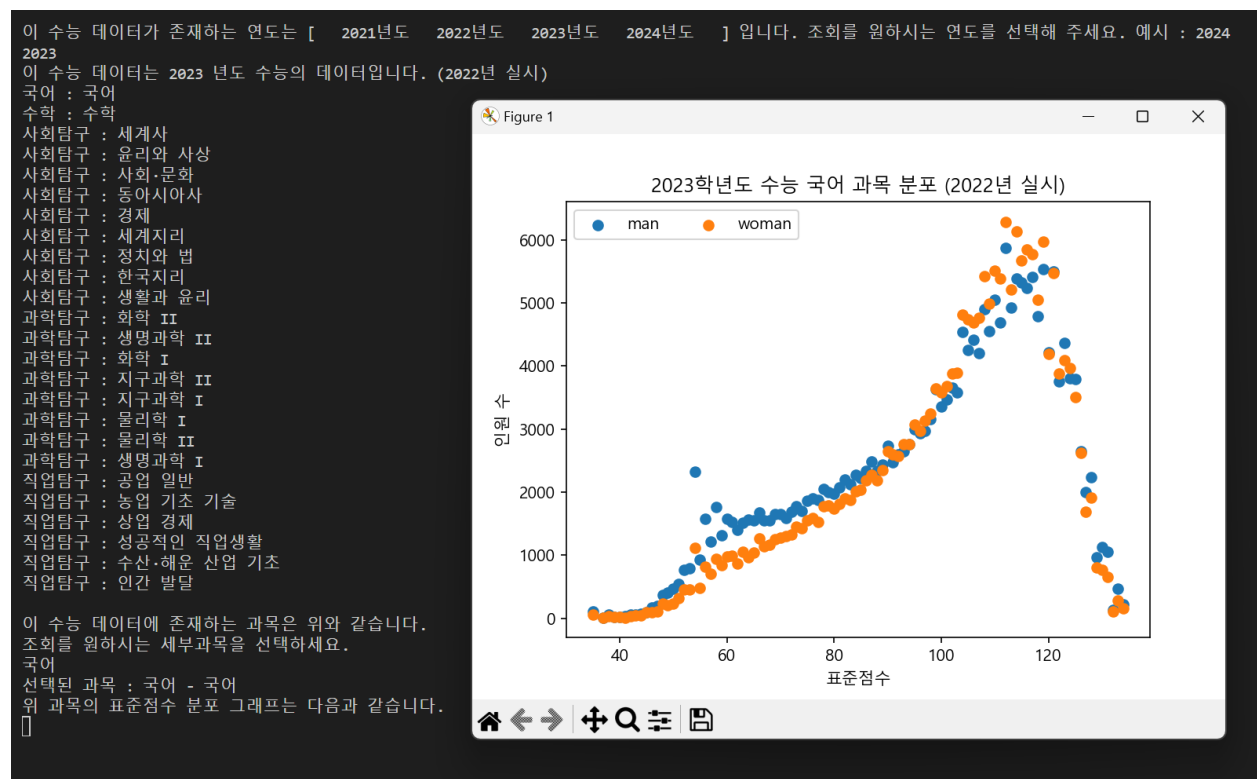 이 수능 데이터가 존재하는 연도는 [   2021년도   2022년도   2023년도   2024년도   ] 입니다. 조회를 원하시는 연도를 선택해 주세요. 예시 : 2024
2023
이 수능 데이터는 2023 년도 수능의 데이터입니다. (2022년 실시)
국어 : 국어
수학 : 수학
사회탐구 : 세계사
사회탐구 : 윤리와 사상
사회탐구 : 사회·문화
사회탐구 : 동아시아사
사회탐구 : 경제
사회탐구 : 세계지리
사회탐구 : 정치와 법
사회탐구 : 한국지리
사회탐구 : 생활과 윤리
과학탐구 : 화학 II
과학탐구 : 생명과학 II
과학탐구 : 화학 I
과학탐구 : 지구과학 II
과학탐구 : 지구과학 I
과학탐구 : 물리학 I
과학탐구 : 물리학 II
과학탐구 : 생명과학 I
직업탐구 : 공업 일반
직업탐구 : 농업 기초 기술
직업탐구 : 상업 경제
직업탐구 : 성공적인 직업생활
직업탐구 : 수산·해운 산업 기초
직업탐구 : 인간 발달
이 수능 데이터에 존재하는 과목은 위와 같습니다.
조회를 원하시는 세부과목을 선택하세요.
국어
선택된 과목 : 국어 - 국어
위 과목의 표준점수 분포 그래프는 다음과 같습니다.
Figure 1
2023학년도 수능 국어 과목 분포 (2022년 실시)
man woman
6000
5000
4000
3000
2000
1000
0
인원 수
40 60 80 100 120
표준점수